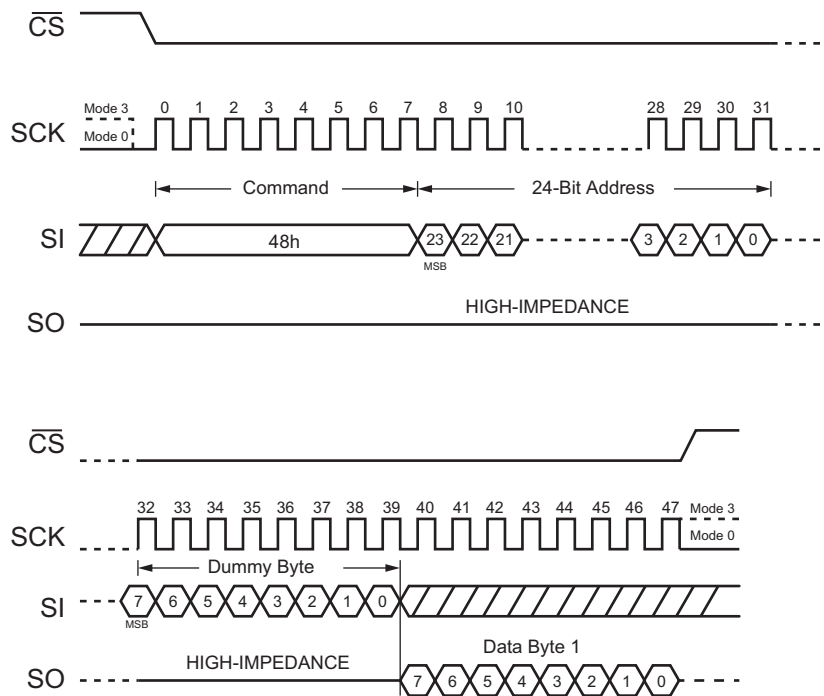 CS
Mode 3 0 1 2 3 4 5 6 7 8 9 10 28 29 30 31
SCK Mode 0
Command 24-Bit Address
SI 48h 23 22 21 3 2 1 0
MSB
HIGH-IMPEDANCE
SO
CS
32 33 34 35 36 37 38 39 40 41 42 43 44 45 46 47 Mode 3
SCK Mode 0
Dummy Byte
SI 7 6 5 4 3 2 1 0
MSB
Data Byte 1
HIGH-IMPEDANCE
SO 7 6 5 4 3 2 1 0